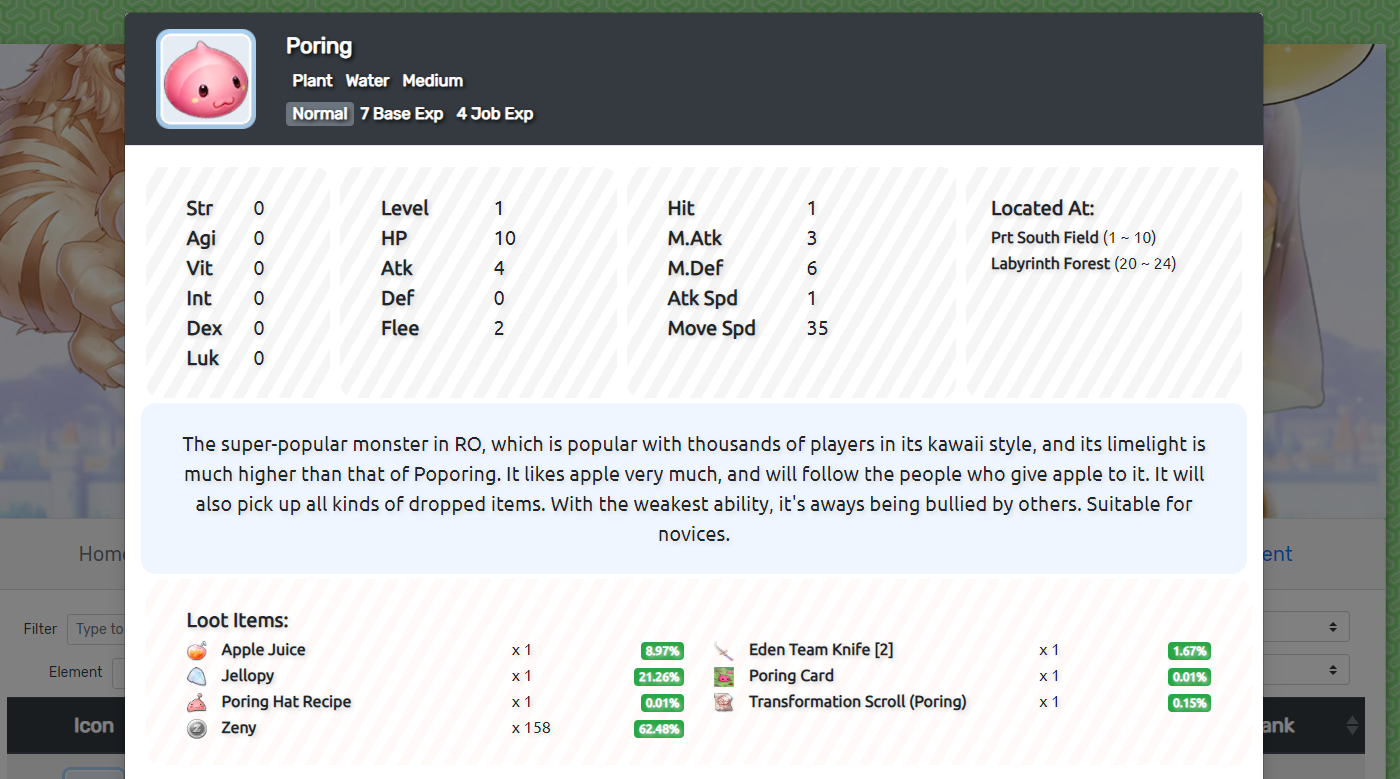 Poring
Plant Water Medium
Normal 7 Base Exp 4 Job Exp
Str 0
Agi 0
Vit 0
Int 0
Dex 0
Luk 0
Level 1
HP 10
Atk 4
Def 0
Flee 2
Hit 1
M.Atk 3
M.Def 6
Atk Spd 1
Move Spd 35
Located At:
Prt South Field (1 ~ 10)
Labyrinth Forest (20 ~ 24)
The super-popular monster in RO, which is popular with thousands of players in its kawaii style, and its limelight is
much higher than that of Poporing. It likes apple very much, and will follow the people who give apple to it. It will
also pick up all kinds of dropped items. With the weakest ability, it's aways being bullied by others. Suitable for
novices.
Loot Items:
Apple Juice x 1 8.97%
Jellopy x 1 21.26%
Poring Hat Recipe x 1 0.01%
Zeny x 158 62.48%
Eden Team Knife [2] x 1 1.67%
Poring Card x 1 0.01%
Transformation Scroll (Poring) x 1 0.15%
Filter Type to
Element
Icon